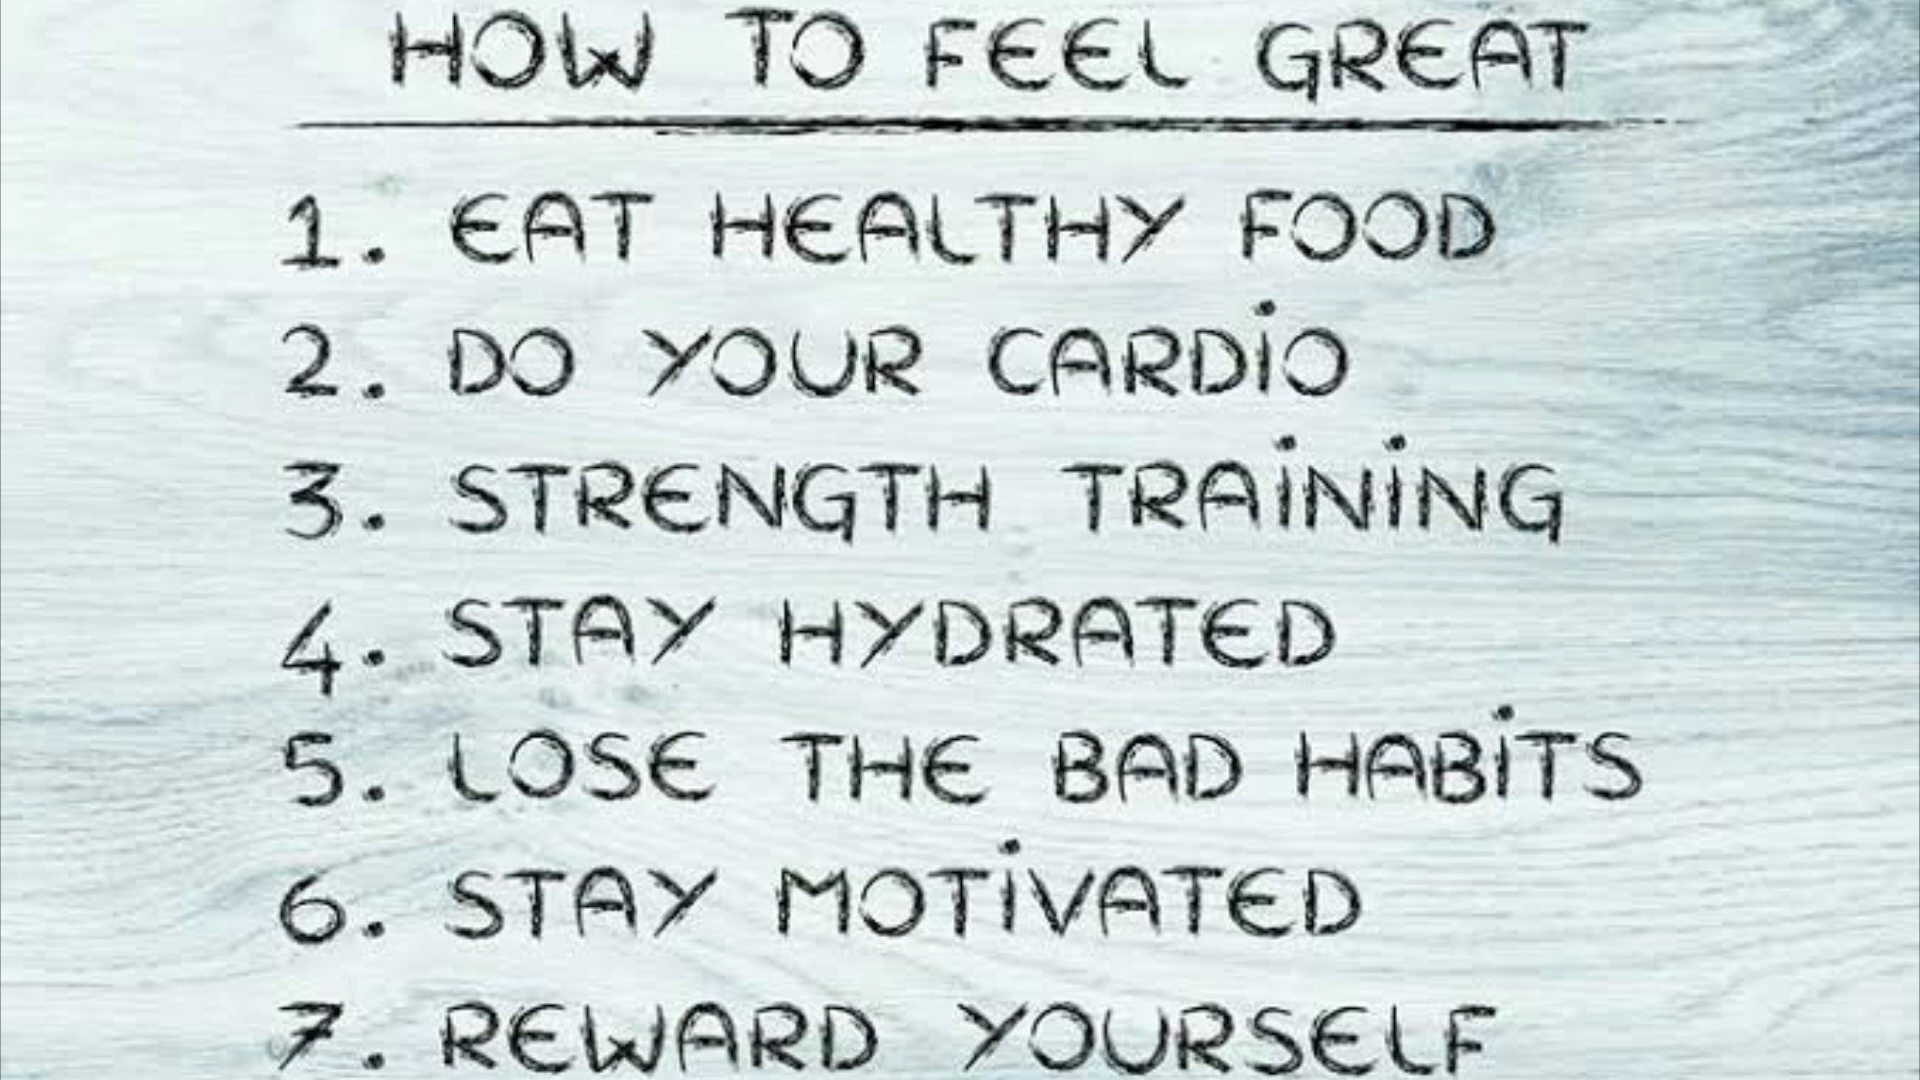 HOW TO FEEL GREAT
1. EAT HEALTHY FOOD
2. DO YOUR CARDIO
3. STRENGTH TRAINING
4. STAY HYDRATED
5. LOSE THE BAD HABITS
6. STAY MOTIVATED
7. REWARD YOURSELF